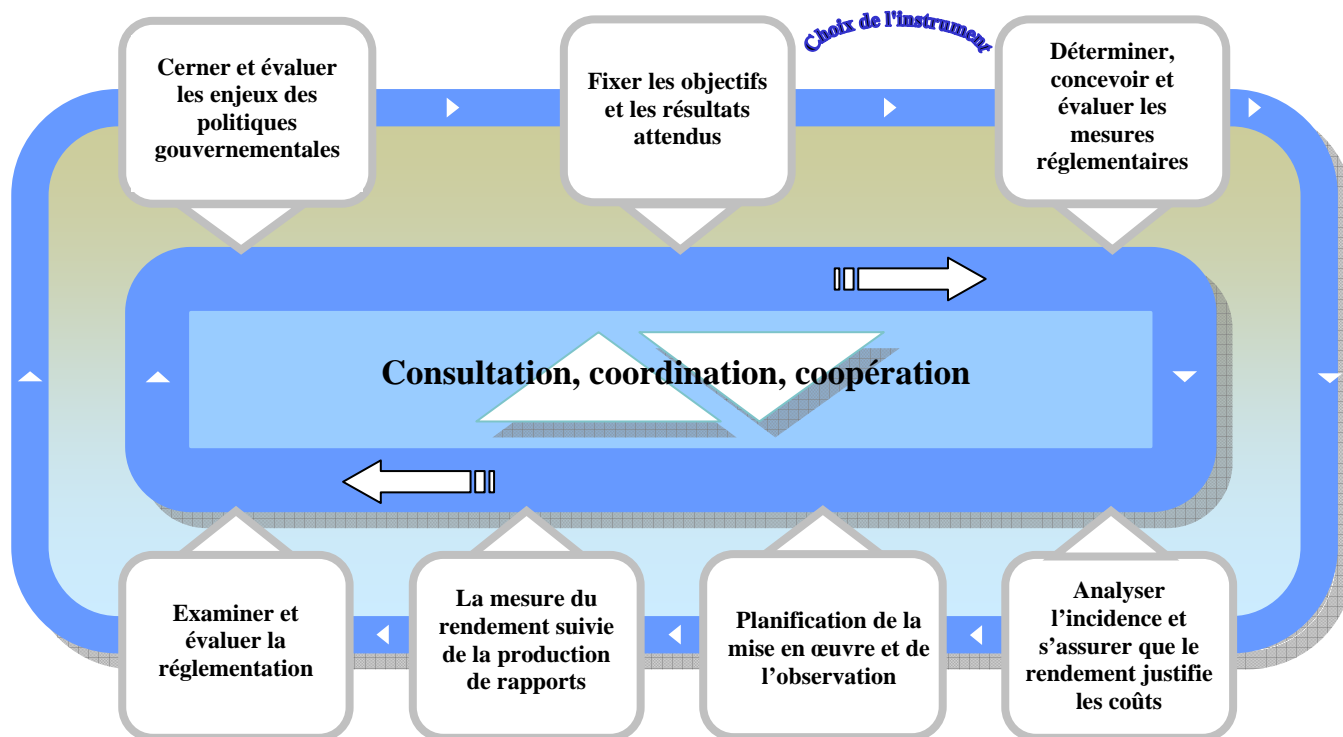 Choix de l'instrument
Cerner et évaluer
les enjeux des
politiques
gouvernementales
Fixer les objectifs
et les résultats
attendus
Déterminer,
concevoir et
évaluer les
mesures
réglementaires
Consultation, coordination, coopération
Examiner et
évaluer la
réglementation
La mesure du
rendement suivie
de la production
de rapports
Planification de la
mise en œuvre et de
l’observation
Analyser
l’incidence et
s’assurer que le
rendement justifie
les coûts